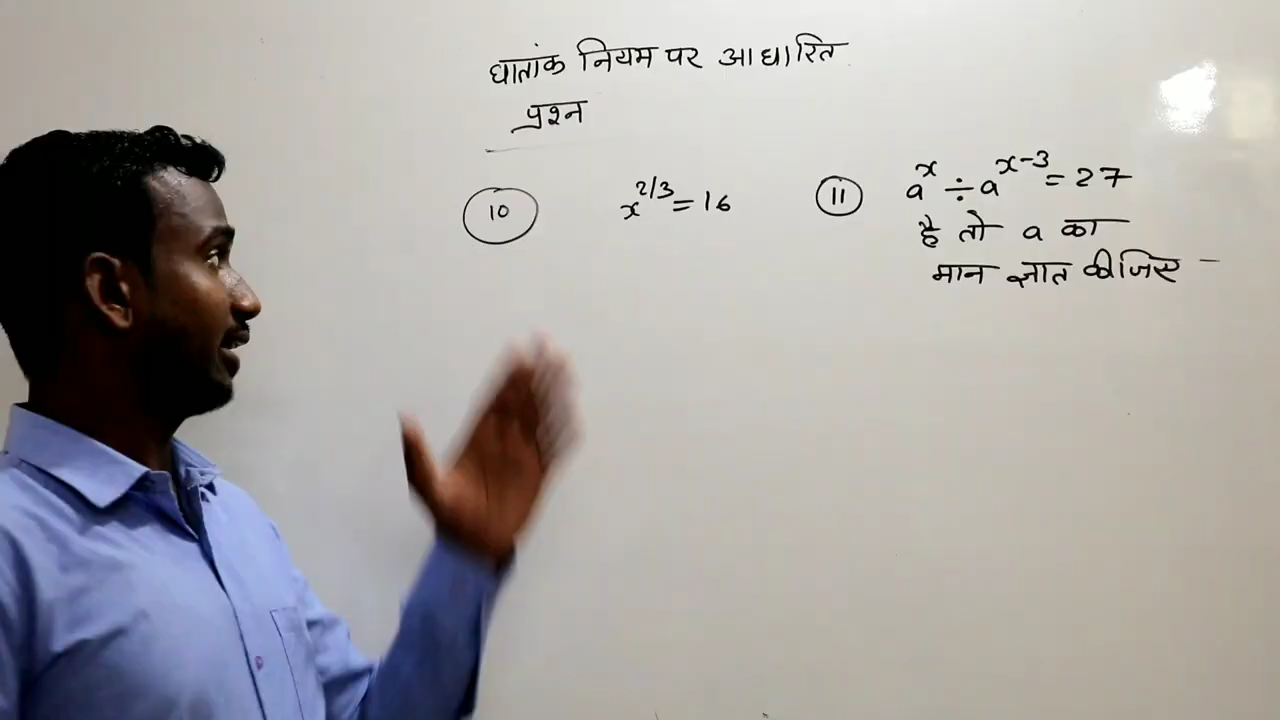 घातांक नियम पर आधारित
प्रश्न
10 x^2/3 = 16
11 a^x ÷ a^x-3 = 27
है तो a का
मान ज्ञात कीजिए